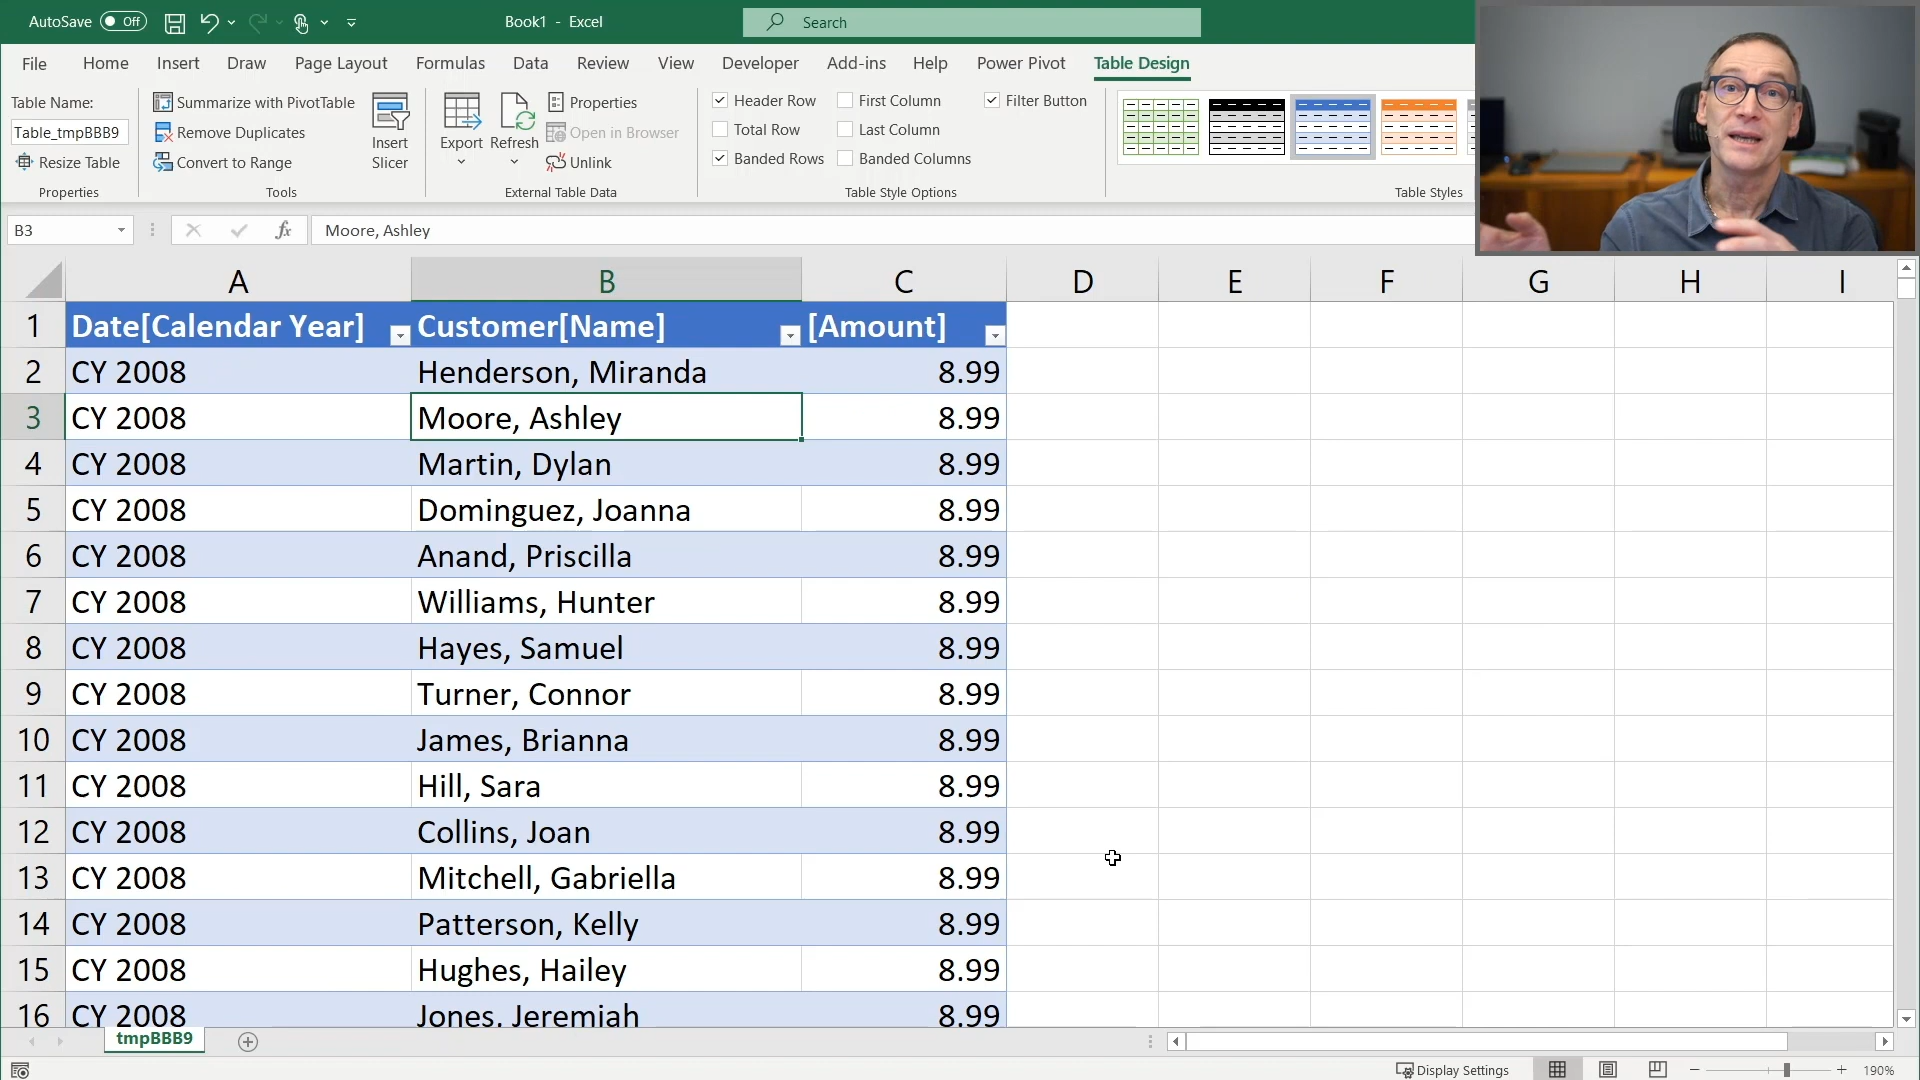 AutoSave Off Book1 - Excel Search
File Home Insert Draw Page Layout Formulas Data Review View Developer Add-ins Help Power Pivot Table Design
Table Name:
Table_tmpBBB9
Resize Table
Properties
Summarize with PivotTable
Remove Duplicates
Convert to Range
Insert
Slicer
Tools
Export Refresh
Properties
Open in Browser
Unlink
External Table Data
Header Row First Column Filter Button
Total Row Last Column
Banded Rows Banded Columns
Table Style Options
Table Styles
B3 fx Moore, Ashley
A B C D E F G H I
1 Date[Calendar Year] Customer[Name] [Amount]
2 CY 2008 Henderson, Miranda 8.99
3 CY 2008 Moore, Ashley 8.99
4 CY 2008 Martin, Dylan 8.99
5 CY 2008 Dominguez, Joanna 8.99
6 CY 2008 Anand, Priscilla 8.99
7 CY 2008 Williams, Hunter 8.99
8 CY 2008 Hayes, Samuel 8.99
9 CY 2008 Turner, Connor 8.99
10 CY 2008 James, Brianna 8.99
11 CY 2008 Hill, Sara 8.99
12 CY 2008 Collins, Joan 8.99
13 CY 2008 Mitchell, Gabriella 8.99
14 CY 2008 Patterson, Kelly 8.99
15 CY 2008 Hughes, Hailey 8.99
16 CY 2008 Jones, Jeremiah 8.99
tmpBBB9
Display Settings 190%